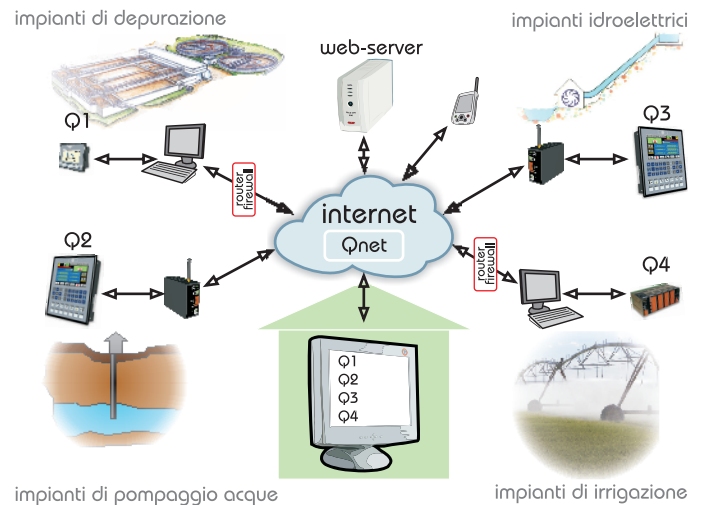 impianti di depurazione
impianti idroelettrici
web-server
Q1
Q3
router
firewall
internet
Qnet
Q2
router
firewall
Q4
Q1
Q2
Q3
Q4
impianti di pompaggio acque
impianti di irrigazione